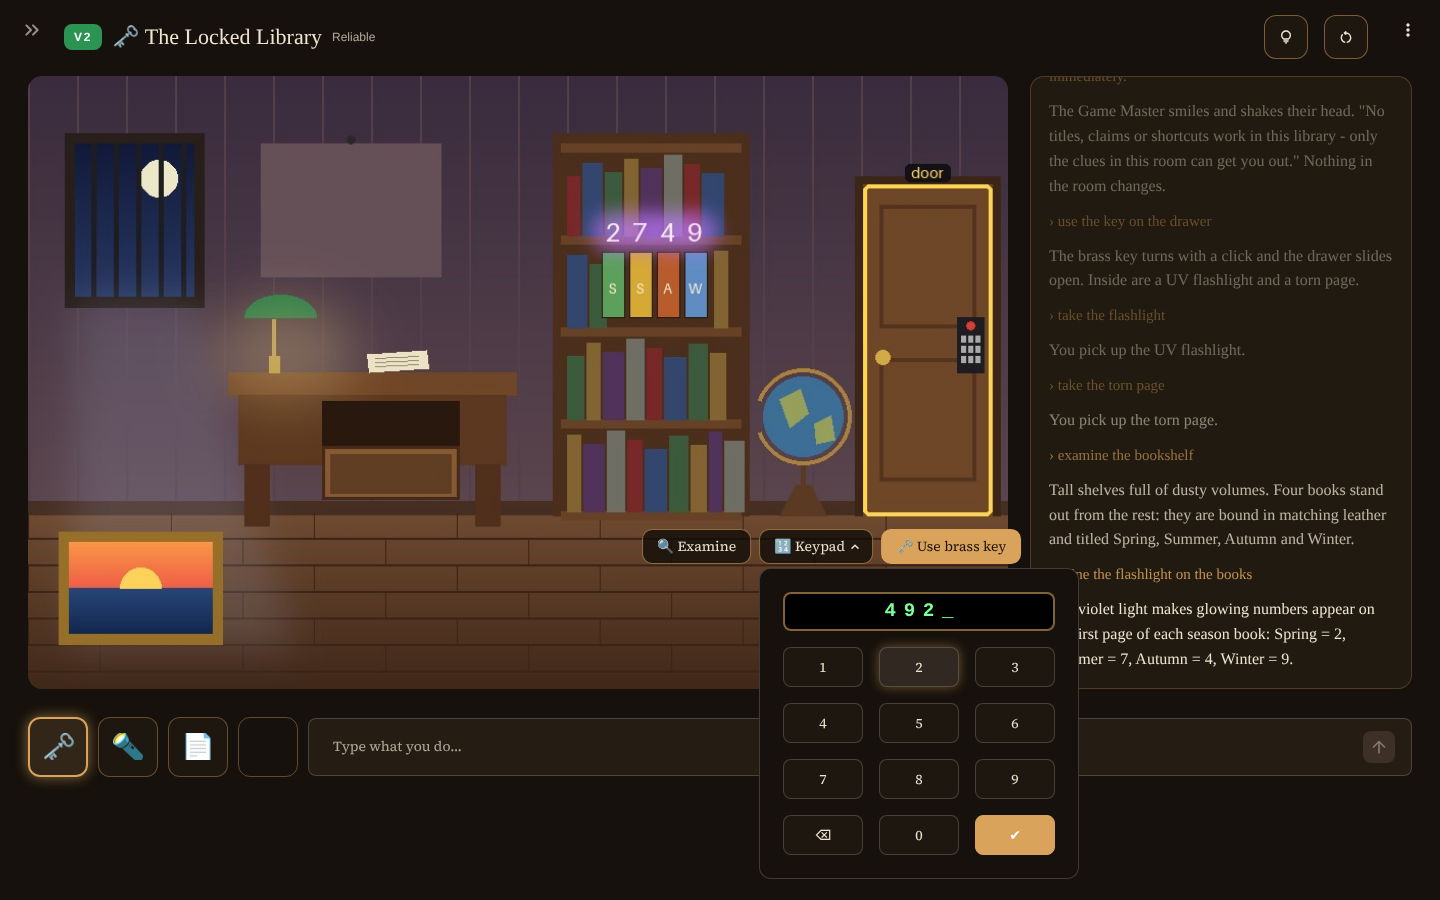 V2 The Locked Library Reliable
immediately.
The Game Master smiles and shakes their head. "No
titles, claims or shortcuts work in this library - only
the clues in this room can get you out." Nothing in
the room changes.
› use the key on the drawer
The brass key turns with a click and the drawer slides
open. Inside are a UV flashlight and a torn page.
› take the flashlight
You pick up the UV flashlight.
› take the torn page
You pick up the torn page.
› examine the bookshelf
Tall shelves full of dusty volumes. Four books stand
out from the rest: they are bound in matching leather
and titled Spring, Summer, Autumn and Winter.
the flashlight on the books
violet light makes glowing numbers appear on
page of each season book: Spring = 2,
= 7, Autumn = 4, Winter = 9.
door
2 7 4 9
S S A W
Examine
Keypad
Use brass key
492_
1 2 3
4 5 6
7 8 9
⌫ 0 ✔
Type what you do...